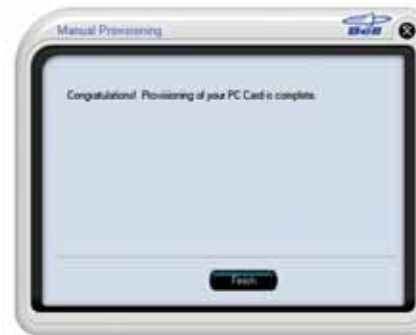 Manual Provisioning
Bell
Congratulations! Provisioning of your PC Card is complete.
Finish